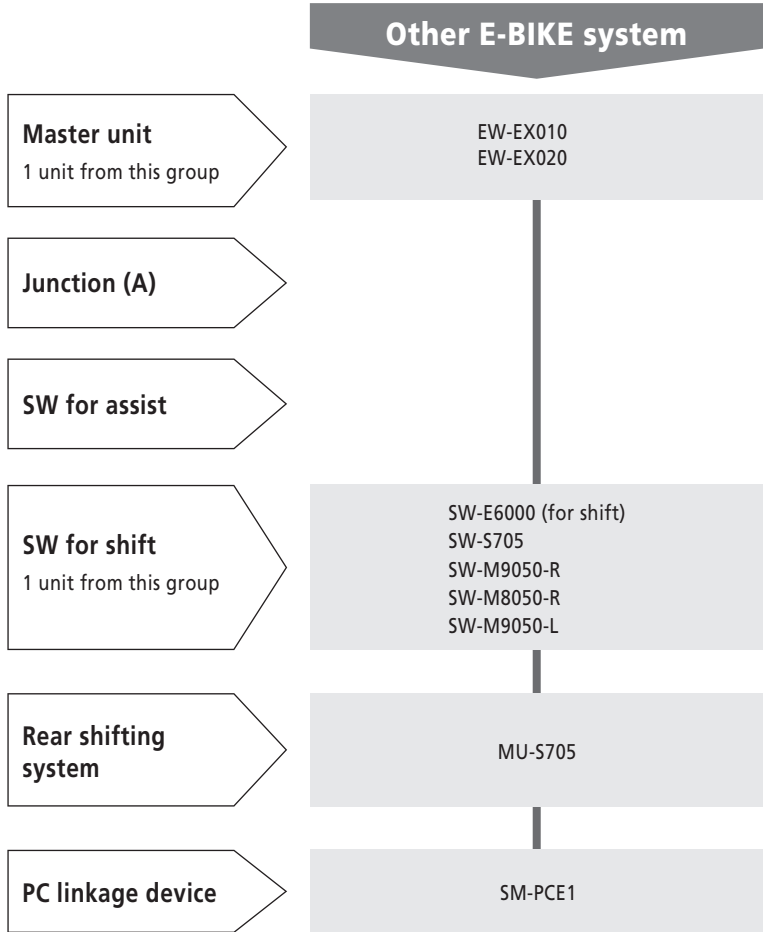 Other E-BIKE system
Master unit
1 unit from this group
EW-EX010
EW-EX020
Junction (A)
SW for assist
SW for shift
1 unit from this group
SW-E6000 (for shift)
SW-S705
SW-M9050-R
SW-M8050-R
SW-M9050-L
Rear shifting
system
MU-S705
PC linkage device
SM-PCE1